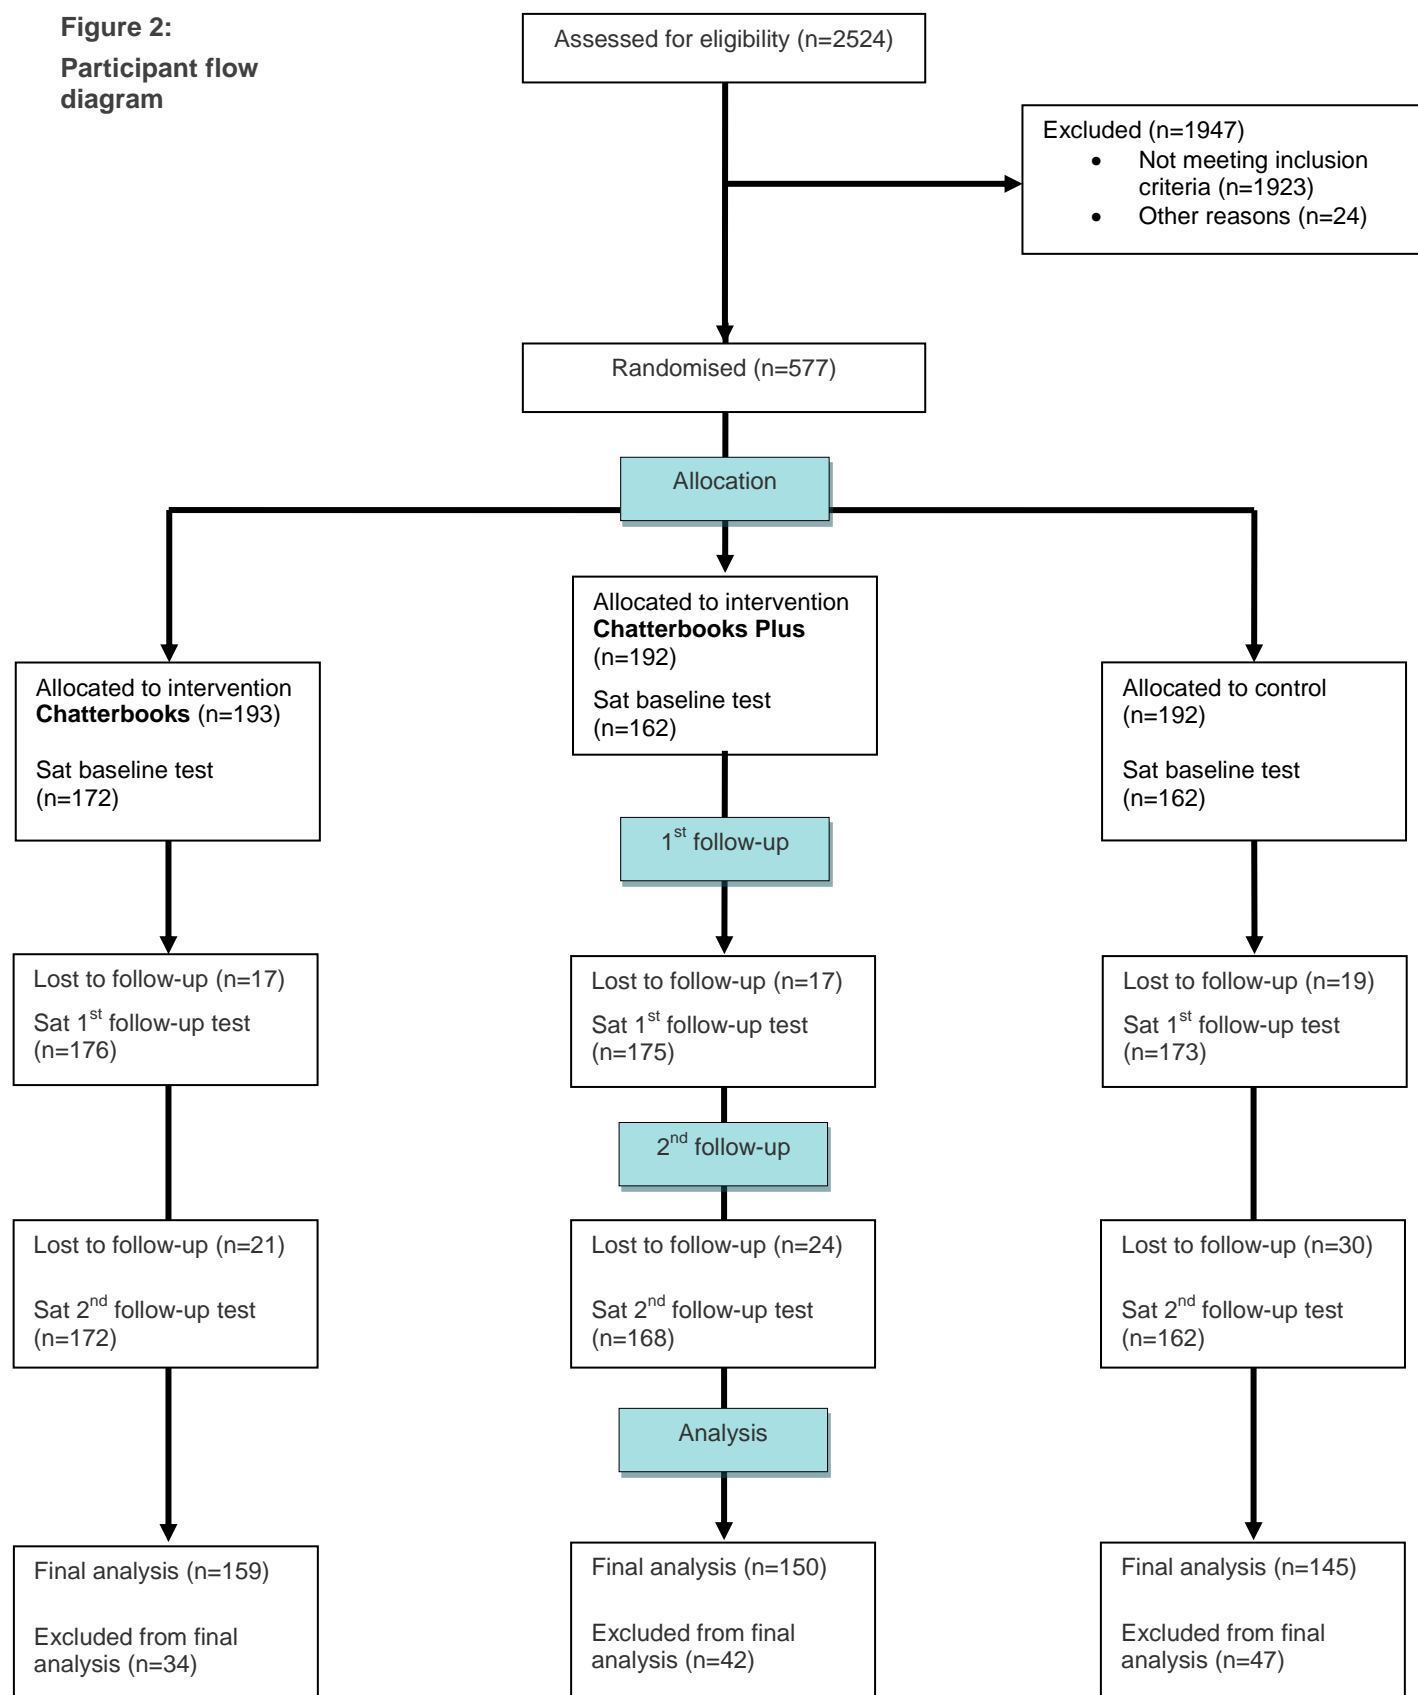 Figure 2:
Participant flow
diagram
Assessed for eligibility (n=2524)
Excluded (n=1947)
• Not meeting inclusion
criteria (n=1923)
• Other reasons (n=24)
Randomised (n=577)
Allocation
Allocated to intervention
Chatterbooks (n=193)
Sat baseline test
(n=172)
Allocated to intervention
Chatterbooks Plus
(n=192)
Sat baseline test
(n=162)
Allocated to control
(n=192)
Sat baseline test
(n=162)
1st follow-up
Lost to follow-up (n=17)
Sat 1st follow-up test
(n=176)
Lost to follow-up (n=17)
Sat 1st follow-up test
(n=175)
Lost to follow-up (n=19)
Sat 1st follow-up test
(n=173)
2nd follow-up
Lost to follow-up (n=21)
Sat 2nd follow-up test
(n=172)
Lost to follow-up (n=24)
Sat 2nd follow-up test
(n=168)
Lost to follow-up (n=30)
Sat 2nd follow-up test
(n=162)
Analysis
Final analysis (n=159)
Excluded from final
analysis (n=34)
Final analysis (n=150)
Excluded from final
analysis (n=42)
Final analysis (n=145)
Excluded from final
analysis (n=47)